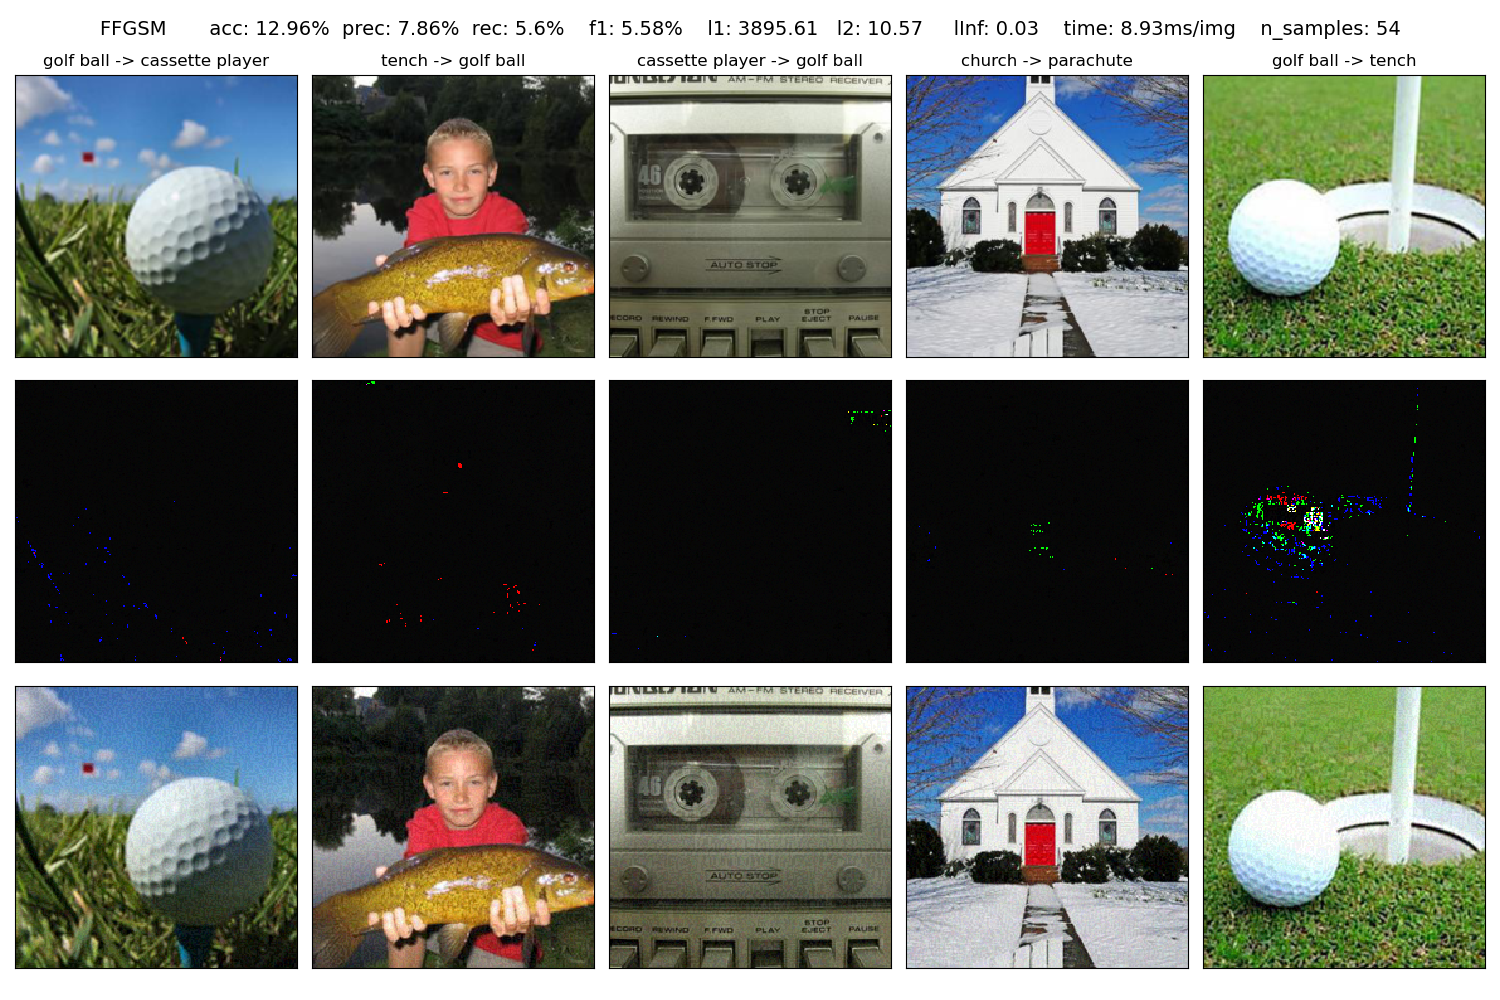 FFGSM acc: 12.96% prec: 7.86% rec: 5.6% f1: 5.58% l1: 3895.61 l2: 10.57 lInf: 0.03 time: 8.93ms/img n_samples: 54
golf ball -> cassette player
tench -> golf ball
cassette player -> golf ball
church -> parachute
golf ball -> tench
AM-FM STEREO RECEIVER
46
AUTO STOP
RECORD REWIND F.FWD PLAY STOP EJECT PAUSE
AM-FM STEREO RECEIVER
46
AUTO STOP
RECORD REWIND F.FWD PLAY STOP EJECT PAUSE